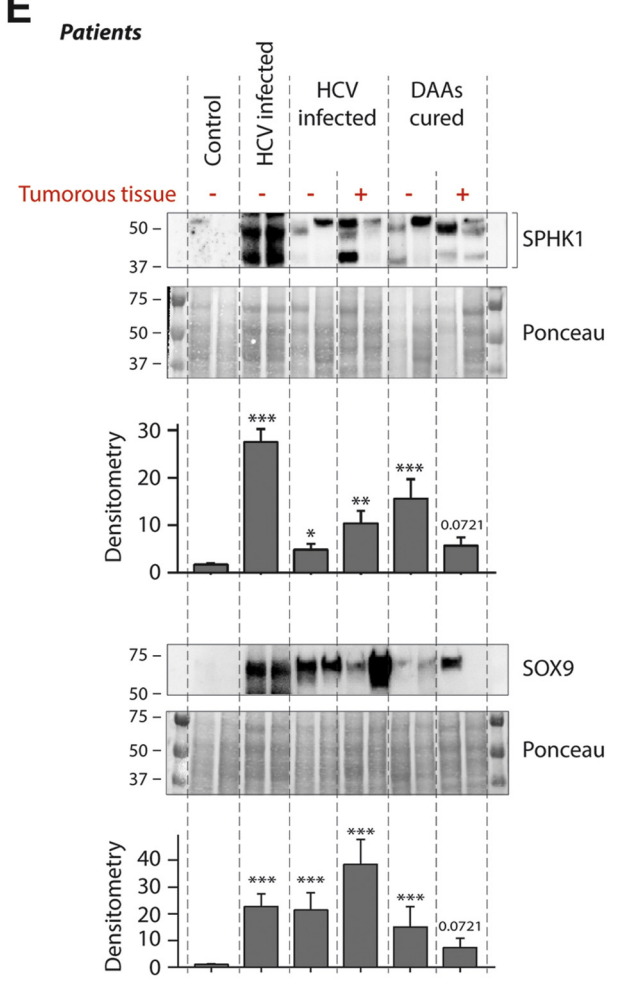 E
Patients
Control
HCV infected
HCV
infected
DAAs
cured
Tumorous tissue - - - + - +
50
37
SPHK1
75
50
37
Ponceau
Densitometry
30
20
10
0
***
*
**
***
0.0721
75
50
SOX9
75
50
37
Ponceau
Densitometry
40
30
20
10
0
***
***
***
***
0.0721